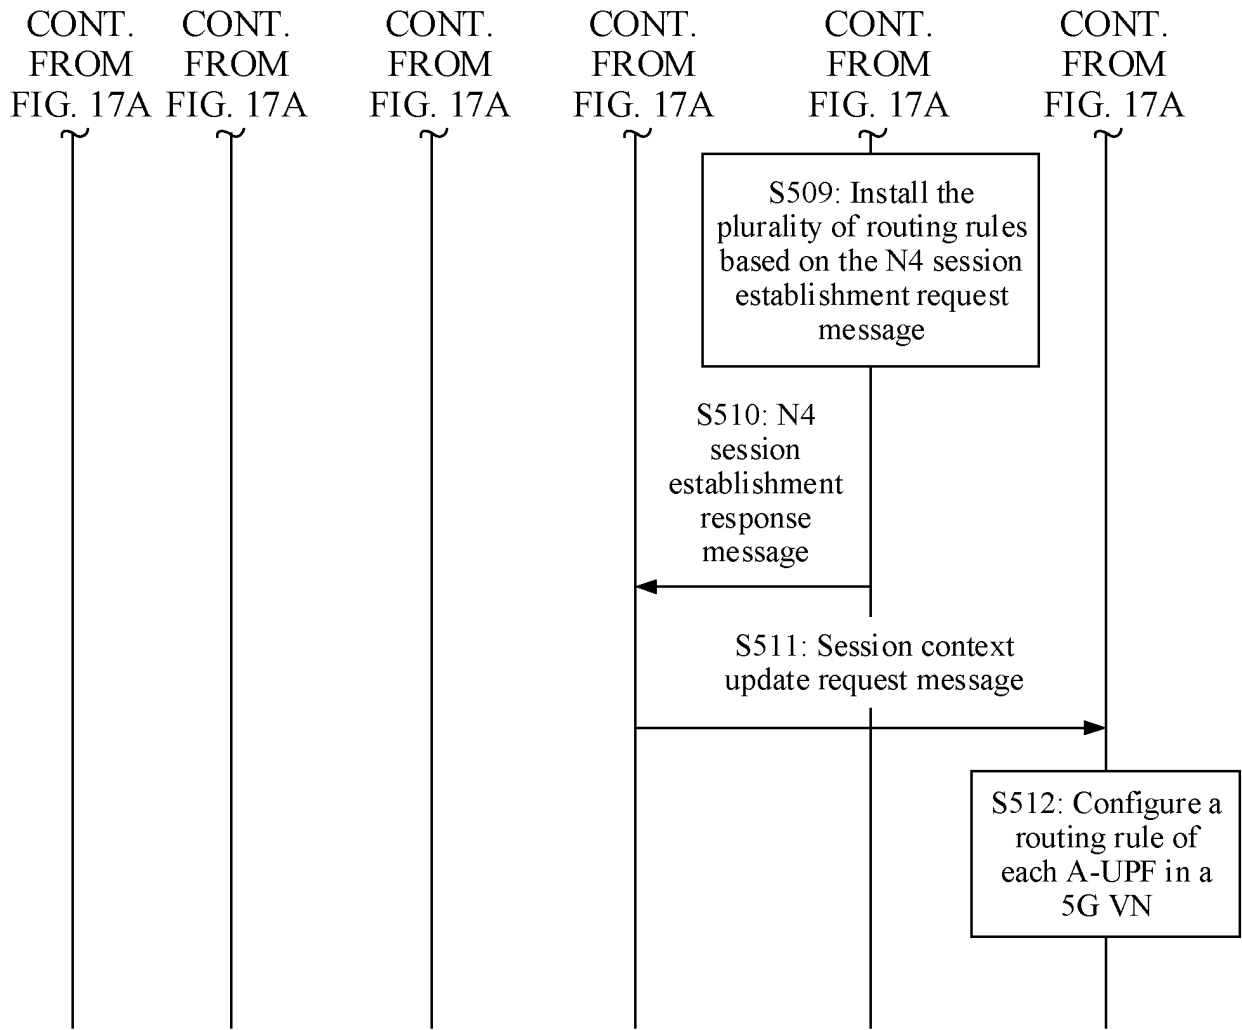 CONT.
FROM
FIG. 17A
CONT.
FROM
FIG. 17A
CONT.
FROM
FIG. 17A
CONT.
FROM
FIG. 17A
CONT.
FROM
FIG. 17A
CONT.
FROM
FIG. 17A
S509: Install the
plurality of routing rules
based on the N4 session
establishment request
message
S510: N4
session
establishment
response
message
S511: Session context
update request message
S512: Configure a
routing rule of
each A-UPF in a
5G VN